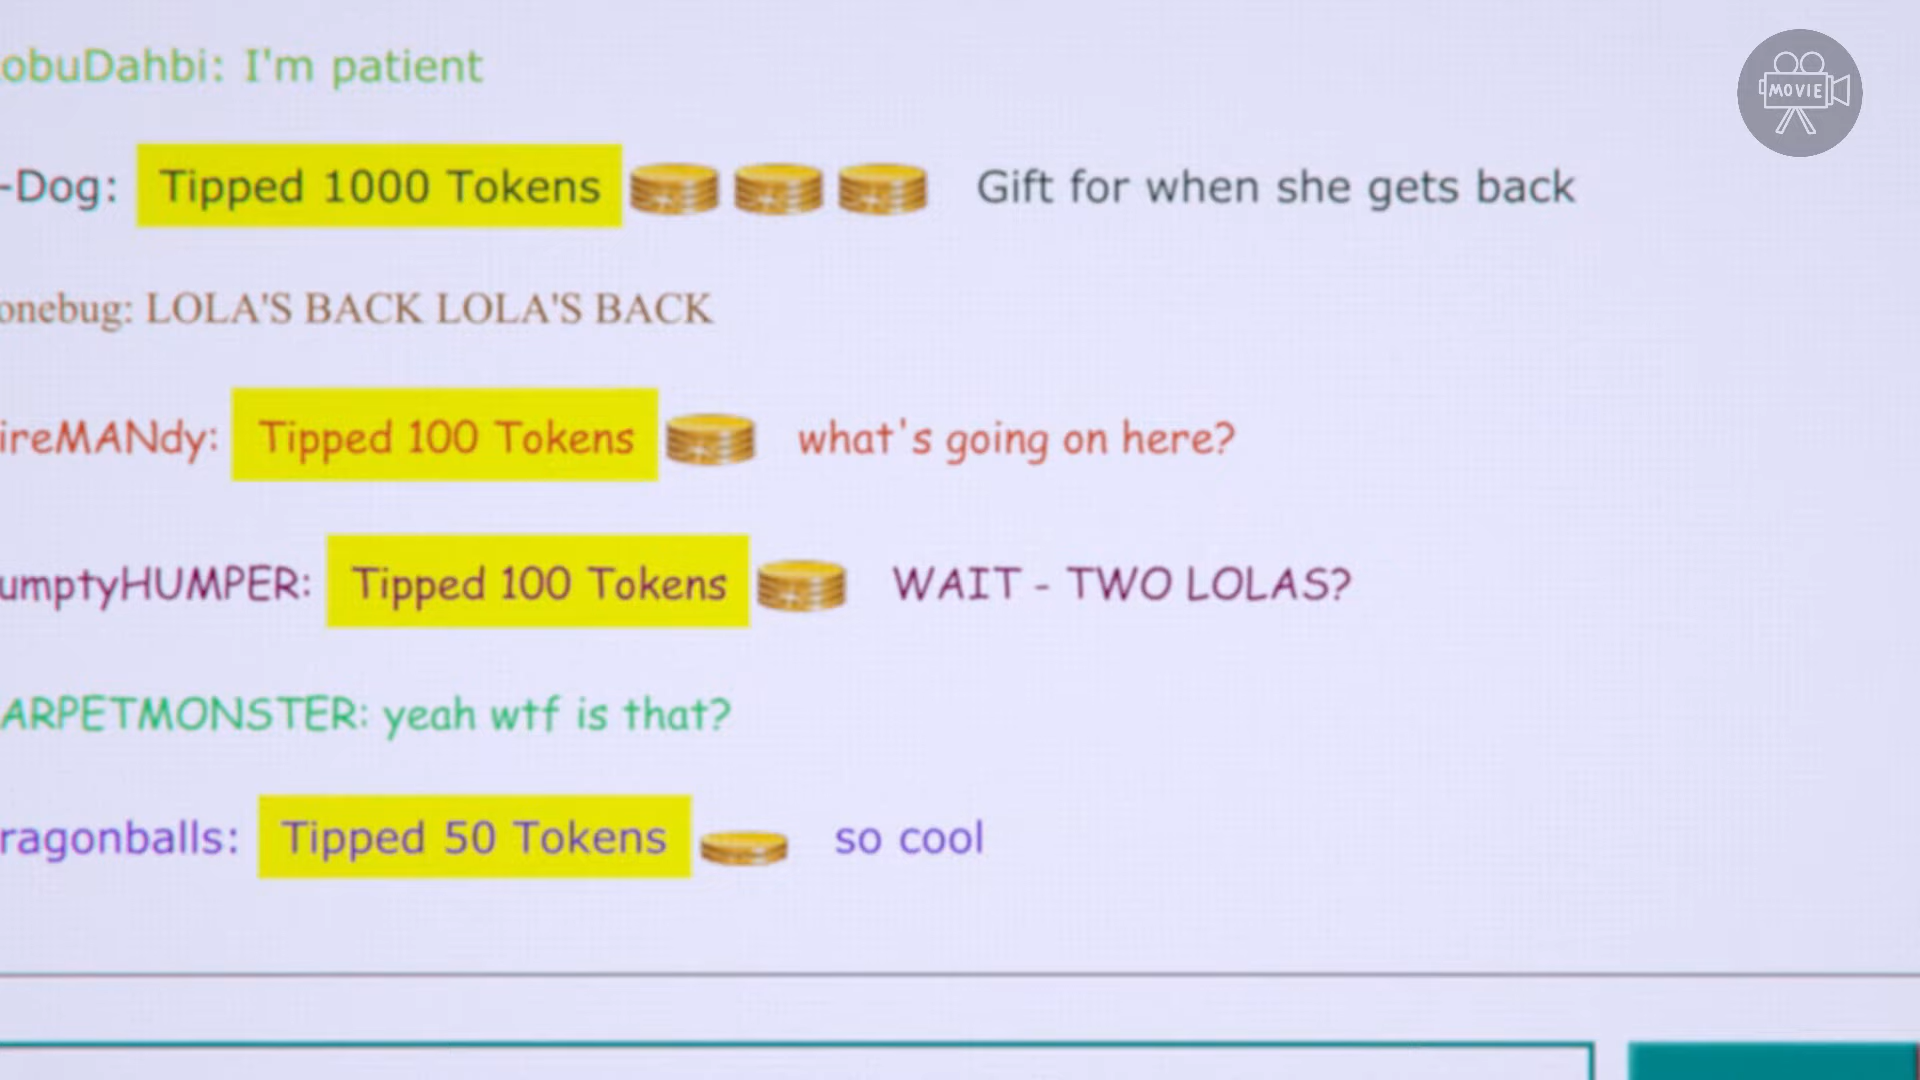 obuDahbi: I'm patient
-Dog: Tipped 1000 Tokens Gift for when she gets back
onebug: LOLA'S BACK LOLA'S BACK
ireMANdy: Tipped 100 Tokens what's going on here?
umptyHUMPER: Tipped 100 Tokens WAIT - TWO LOLAS?
ARPETMONSTER: yeah wtf is that?
ragonballs: Tipped 50 Tokens so cool
MOVIE